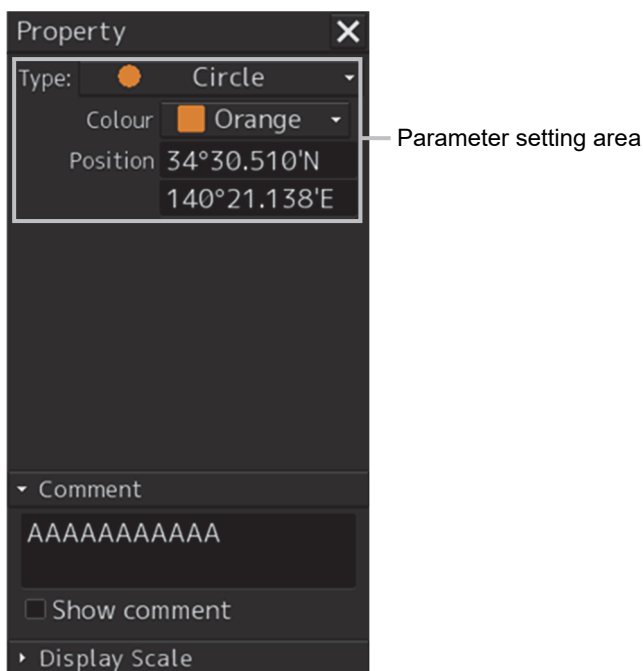 Property
Type: Circle
Colour Orange
Parameter setting area
Position 34°30.510'N
140°21.138'E
Comment
AAAAAAAAAAA
Show comment
Display Scale